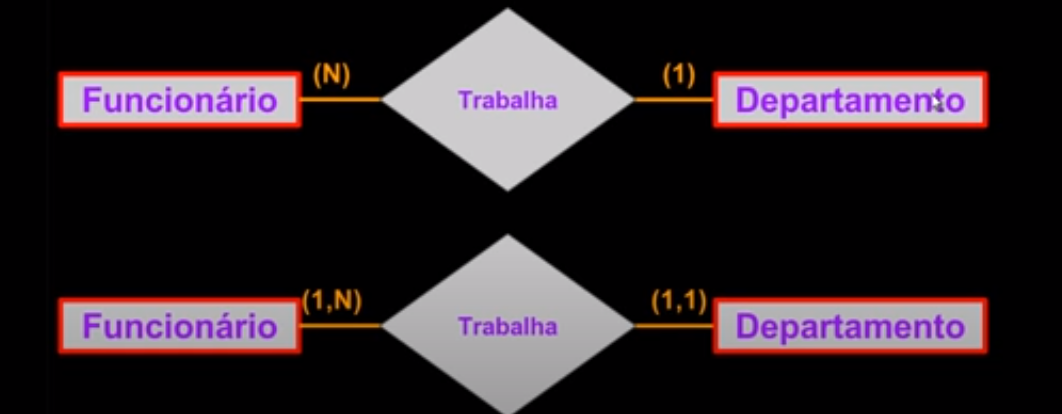 (N) (1)
Funcionário Trabalha Departamento
(1,N) (1,1)
Funcionário Trabalha Departamento